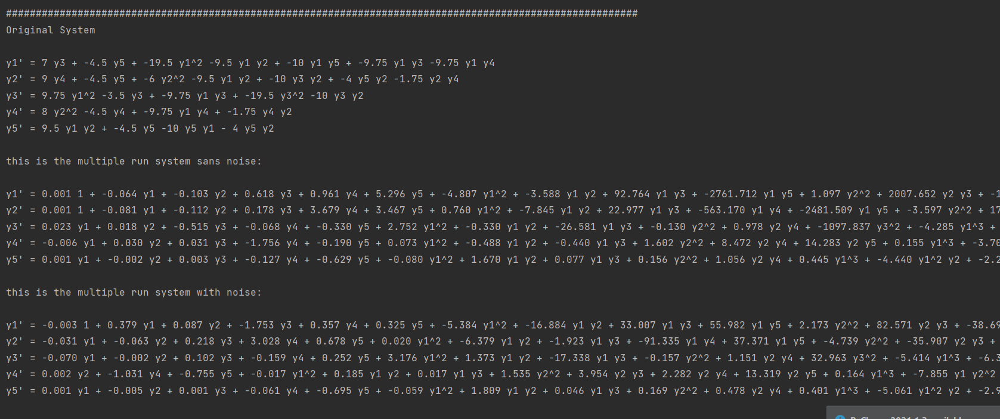 ##########################################################################################################
Original System
y1' = 7 y3 + -4.5 y5 + -19.5 y1^2 -9.5 y1 y2 + -10 y1 y5 + -9.75 y1 y3 -9.75 y1 y4
y2' = 9 y4 + -4.5 y5 + -6 y2^2 -9.5 y1 y2 + -10 y3 y2 + -4 y5 y2 -1.75 y2 y4
y3' = 9.75 y1^2 -3.5 y3 + -9.75 y1 y3 + -19.5 y3^2 -10 y3 y2
y4' = 8 y2^2 -4.5 y4 + -9.75 y1 y4 + -1.75 y4 y2
y5' = 9.5 y1 y2 + -4.5 y5 -10 y5 y1 - 4 y5 y2
this is the multiple run system sans noise:
y1' = 0.001 1 + -0.064 y1 + -0.103 y2 + 0.618 y3 + 0.961 y4 + 5.296 y5 + -4.807 y1^2 + -3.588 y1 y2 + 92.764 y1 y3 + -2761.712 y1 y5 + 1.097 y2^2 + 2007.652 y2 y3 + -1
y2' = 0.001 1 + -0.081 y1 + -0.112 y2 + 0.178 y3 + 3.679 y4 + 3.467 y5 + 0.760 y1^2 + -7.845 y1 y2 + 22.977 y1 y3 + -563.170 y1 y4 + -2481.509 y1 y5 + -3.597 y2^2 + 17
y3' = 0.023 y1 + 0.018 y2 + -0.515 y3 + -0.068 y4 + -0.330 y5 + 2.752 y1^2 + -0.330 y1 y2 + -26.581 y1 y3 + -0.130 y2^2 + 0.978 y2 y4 + -1097.837 y3^2 + -4.285 y1^3 +
y4' = -0.006 y1 + 0.030 y2 + 0.031 y3 + -1.756 y4 + -0.190 y5 + 0.073 y1^2 + -0.488 y1 y2 + -0.440 y1 y3 + 1.602 y2^2 + 8.472 y2 y4 + 14.283 y2 y5 + 0.155 y1^3 + -3.70
y5' = 0.001 y1 + -0.002 y2 + 0.003 y3 + -0.127 y4 + -0.629 y5 + -0.080 y1^2 + 1.670 y1 y2 + 0.077 y1 y3 + 0.156 y2^2 + 1.056 y2 y4 + 0.445 y1^3 + -4.440 y1^2 y2 + -2.2
this is the multiple run system with noise:
y1' = -0.003 1 + 0.379 y1 + 0.087 y2 + -1.753 y3 + 0.357 y4 + 0.325 y5 + -5.384 y1^2 + -16.884 y1 y2 + 33.007 y1 y3 + 55.982 y1 y5 + 2.173 y2^2 + 82.571 y2 y3 + -38.69
y2' = -0.031 y1 + -0.063 y2 + 0.218 y3 + 3.028 y4 + 0.678 y5 + 0.020 y1^2 + -6.379 y1 y2 + -1.923 y1 y3 + -91.335 y1 y4 + 37.371 y1 y5 + -4.739 y2^2 + -35.907 y2 y3 +
y3' = -0.070 y1 + -0.002 y2 + 0.102 y3 + -0.159 y4 + 0.252 y5 + 3.176 y1^2 + 1.373 y1 y2 + -17.338 y1 y3 + -0.157 y2^2 + 1.151 y2 y4 + 32.963 y3^2 + -5.414 y1^3 + -6.3
y4' = 0.002 y2 + -1.031 y4 + -0.755 y5 + -0.017 y1^2 + 0.185 y1 y2 + 0.017 y1 y3 + 1.535 y2^2 + 3.954 y2 y3 + 2.282 y2 y4 + 13.319 y2 y5 + 0.164 y1^3 + -7.855 y1 y2^2
y5' = 0.001 y1 + -0.005 y2 + 0.001 y3 + -0.061 y4 + -0.695 y5 + -0.059 y1^2 + 1.809 y1 y2 + 0.046 y1 y3 + 0.169 y2^2 + 0.478 y2 y4 + 0.401 y1^3 + -5.061 y1^2 y2 + -2.9